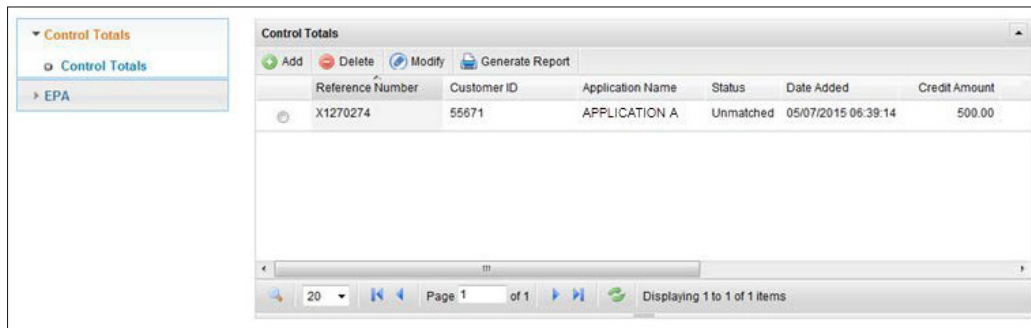 Control Totals
Control Totals
EPA
Control Totals
Add Delete Modify Generate Report
Reference Number Customer ID Application Name Status Date Added Credit Amount
X1270274 55671 APPLICATION A Unmatched 05/07/2015 06:39:14 500.00
20 Page 1 of 1 Displaying 1 to 1 of 1 items